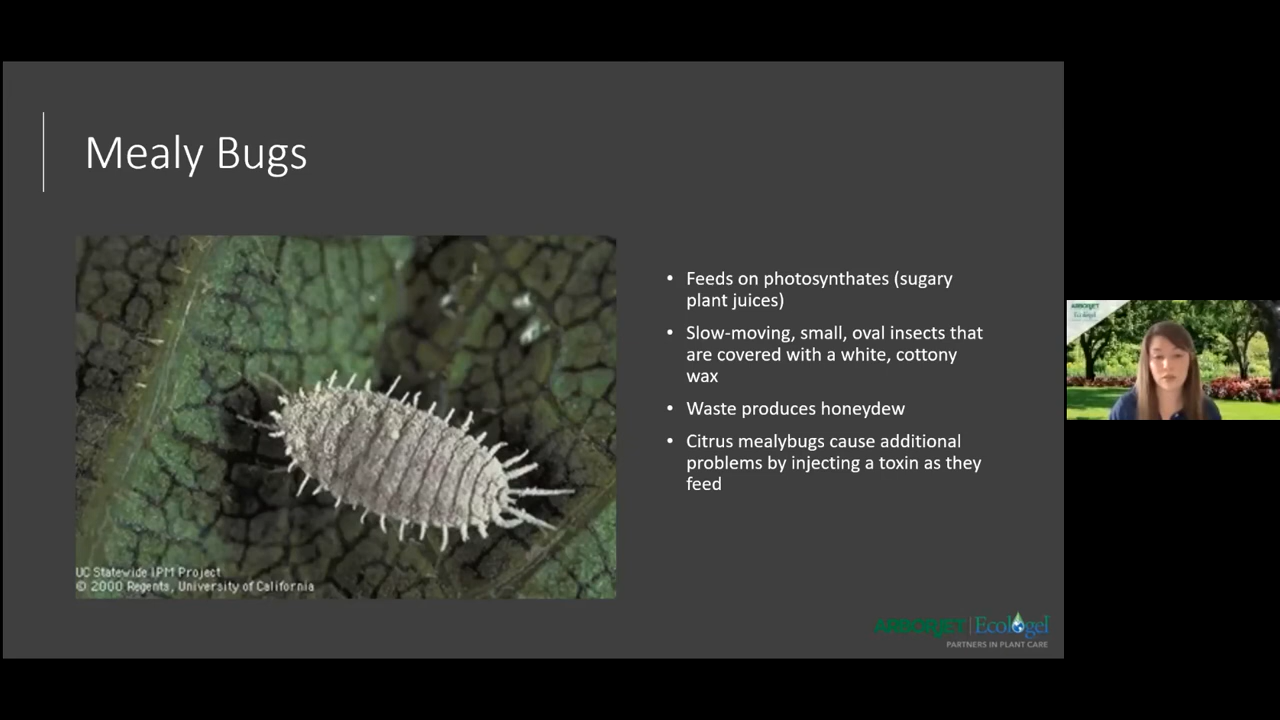 Mealy Bugs
• Feeds on photosynthates (sugary
plant juices)
• Slow-moving, small, oval insects that
are covered with a white, cottony
wax
• Waste produces honeydew
• Citrus mealybugs cause additional
problems by injecting a toxin as they
feed
UC Statewide IPM Project
© 2000 Regents, University of California
ARBORJET | Ecologel
PARTNERS IN PLANT CARE
ARBORJET
Ecologel